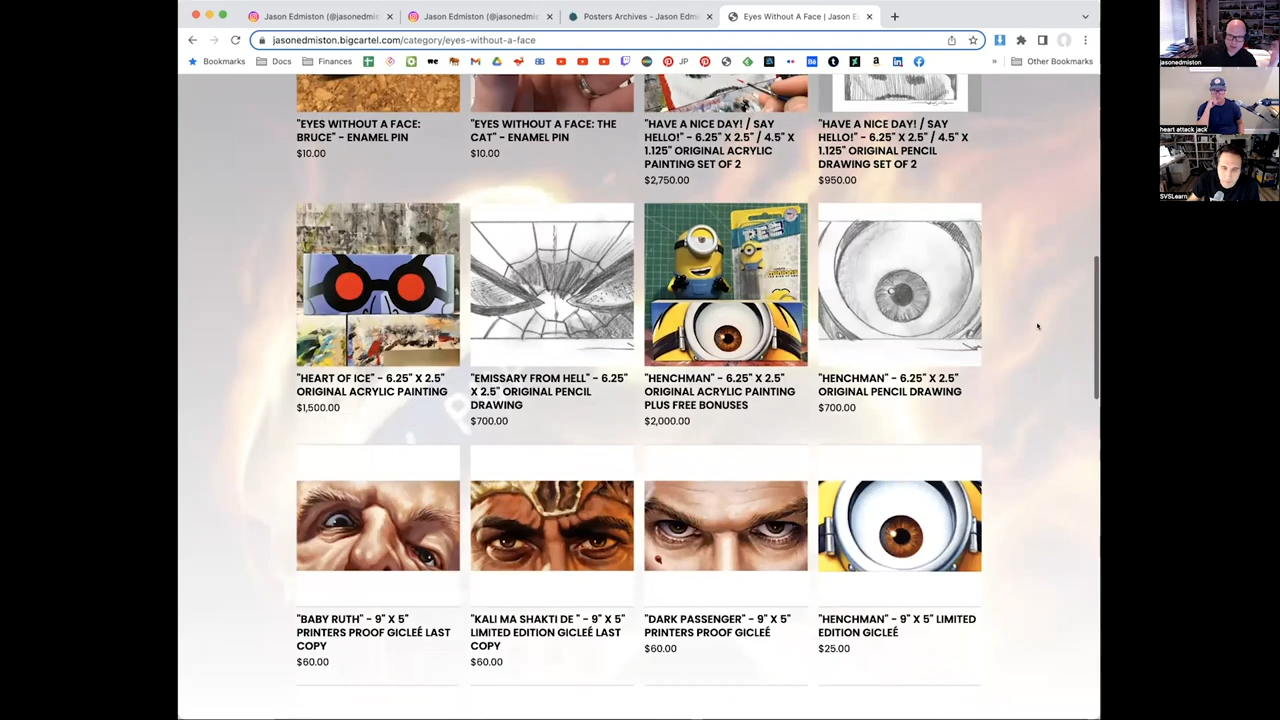 Jason Edmiston (@jasonedmis
Jason Edmiston (@jasonedmis
Posters Archives - Jason Edmi
Eyes Without A Face | Jason E
jasonedmiston.bigcartel.com/category/eyes-without-a-face
Bookmarks
Docs
Finances
we
JP
Other Bookmarks
jasonedmiston
heart attack jack
SVSLearn
"EYES WITHOUT A FACE:
BRUCE" - ENAMEL PIN
$10.00
"EYES WITHOUT A FACE: THE
CAT" - ENAMEL PIN
$10.00
"HAVE A NICE DAY! / SAY
HELLO!" - 6.25" X 2.5" / 4.5" X
1.125" ORIGINAL ACRYLIC
PAINTING SET OF 2
$2,750.00
"HAVE A NICE DAY! / SAY
HELLO!" - 6.25" X 2.5" / 4.5" X
1.125" ORIGINAL PENCIL
DRAWING SET OF 2
$950.00
PEZ
"HEART OF ICE" - 6.25" X 2.5"
ORIGINAL ACRYLIC PAINTING
$1,500.00
"EMISSARY FROM HELL" - 6.25"
X 2.5" ORIGINAL PENCIL
DRAWING
$700.00
"HENCHMAN" - 6.25" X 2.5"
ORIGINAL ACRYLIC PAINTING
PLUS FREE BONUSES
$2,000.00
"HENCHMAN" - 6.25" X 2.5"
ORIGINAL PENCIL DRAWING
$700.00
"BABY RUTH" - 9" X 5"
PRINTERS PROOF GICLEÉ LAST
COPY
$60.00
"KALI MA SHAKTI DE " - 9" X 5"
LIMITED EDITION GICLEÉ LAST
COPY
$60.00
"DARK PASSENGER" - 9" X 5"
PRINTERS PROOF GICLEÉ
$60.00
"HENCHMAN" - 9" X 5" LIMITED
EDITION GICLEÉ
$25.00